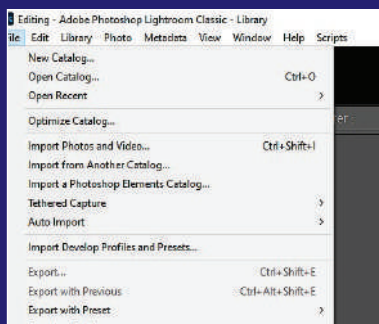 Editing - Adobe Photoshop Lightroom Classic - Library
ile Edit Library Photo Metadata View Window Help Scripts
New Catalog...
Open Catalog... Ctrl+O
Open Recent >
er
Optimize Catalog...
Import Photos and Video... Ctrl+Shift+I
Import from Another Catalog...
Import a Photoshop Elements Catalog...
Tethered Capture >
Auto Import >
Import Develop Profiles and Presets...
Export... Ctrl+Shift+E
Export with Previous Ctrl+Alt+Shift+E
Export with Preset >